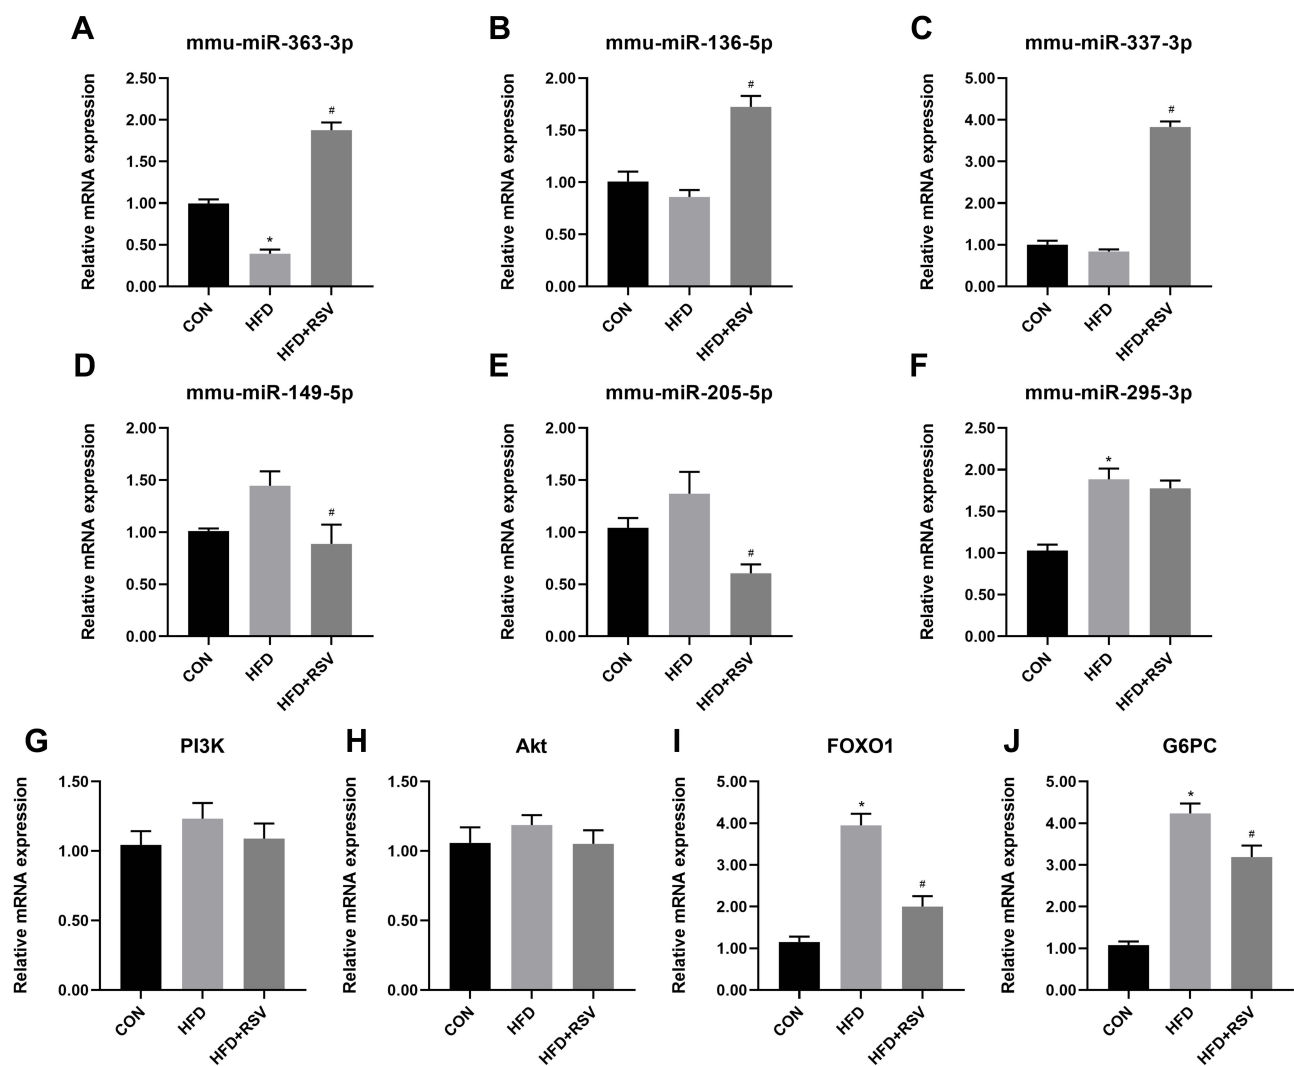 A
mmu-miR-363-3p
Relative mRNA expression
2.50
2.00
1.50
1.00
0.50
0.00
*
#
CON
HFD
HFD+RSV
B
mmu-miR-136-5p
Relative mRNA expression
2.00
1.50
1.00
0.50
0.00
#
CON
HFD
HFD+RSV
C
mmu-miR-337-3p
Relative mRNA expression
5.00
4.00
3.00
2.00
1.00
0.00
#
CON
HFD
HFD+RSV
D
mmu-miR-149-5p
Relative mRNA expression
2.00
1.50
1.00
0.50
0.00
#
CON
HFD
HFD+RSV
E
mmu-miR-205-5p
Relative mRNA expression
2.00
1.50
1.00
0.50
0.00
#
CON
HFD
HFD+RSV
F
mmu-miR-295-3p
Relative mRNA expression
2.50
2.00
1.50
1.00
0.50
0.00
*
CON
HFD
HFD+RSV
G
PI3K
Relative mRNA expression
1.50
1.00
0.50
0.00
CON
HFD
HFD+RSV
H
Akt
Relative mRNA expression
1.50
1.00
0.50
0.00
CON
HFD
HFD+RSV
I
FOXO1
Relative mRNA expression
5.00
4.00
3.00
2.00
1.00
0.00
*
#
CON
HFD
HFD+RSV
J
G6PC
Relative mRNA expression
5.00
4.00
3.00
2.00
1.00
0.00
*
#
CON
HFD
HFD+RSV